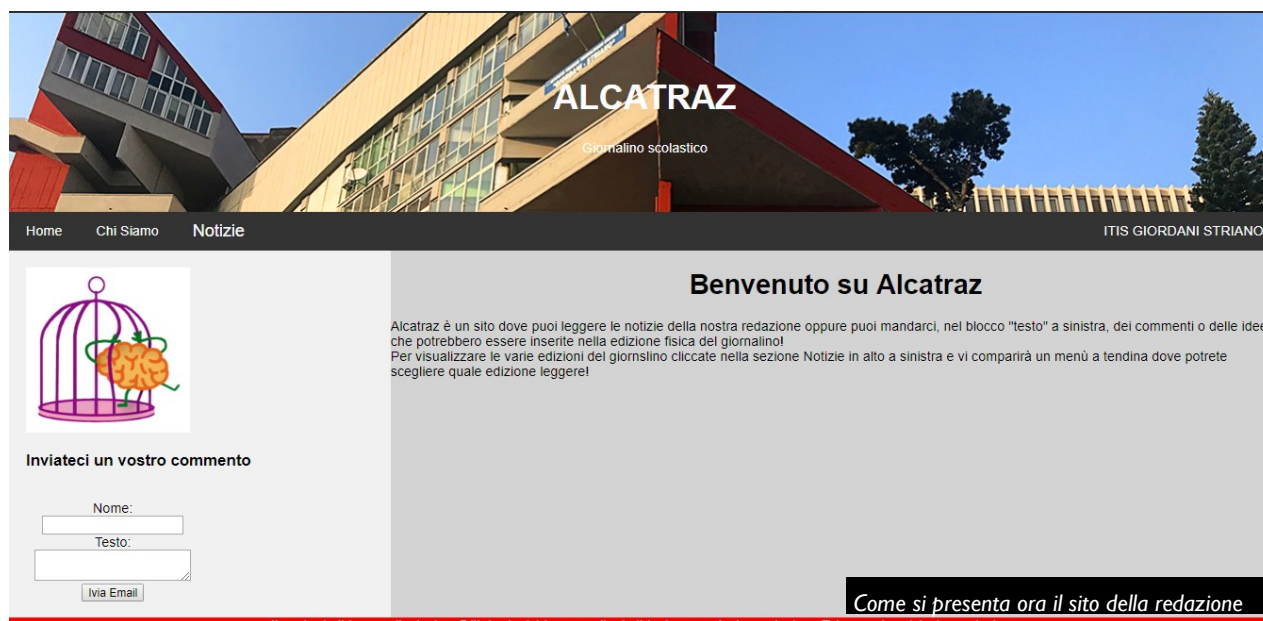 ALCATRAZ
Giornalino scolastico
Home Chi Siamo Notizie ITIS GIORDANI STRIANO
Benvenuto su Alcatraz
Alcatraz è un sito dove puoi leggere le notizie della nostra redazione oppure puoi mandarci, nel blocco "testo" a sinistra, dei commenti o delle idee
che potrebbero essere inserite nella edizione fisica del giornalino!
Per visualizzare le varie edizioni del giornslino cliccate nella sezione Notizie in alto a sinistra e vi comparirà un menù a tendina dove potrete
scegliere quale edizione leggere!
Inviateci un vostro commento
Nome:
Testo:
Ivia Email
Come si presenta ora il sito della redazione